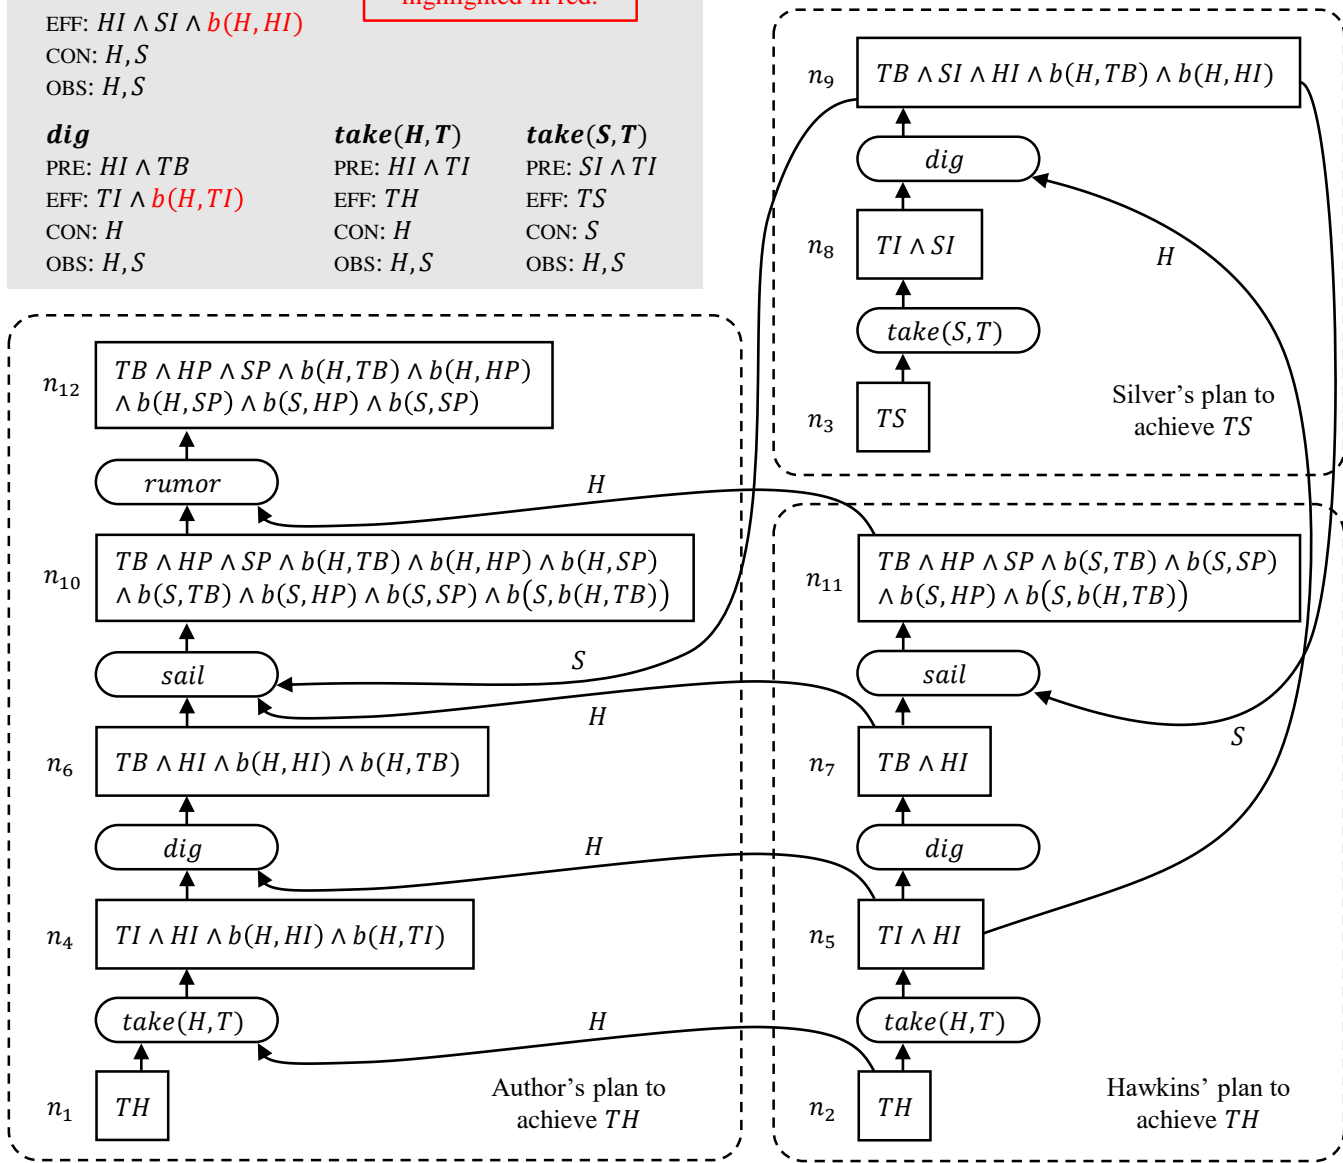 highlighted in red.
EFF: HI ∧ SI ∧ b(H, HI)
CON: H, S
OBS: H, S
dig take(H, T) take(S, T)
PRE: HI ∧ TB PRE: HI ∧ TI PRE: SI ∧ TI
EFF: TI ∧ b(H, TI) EFF: TH EFF: TS
CON: H CON: H CON: S
OBS: H, S OBS: H, S OBS: H, S
n₁₂ TB ∧ HP ∧ SP ∧ b(H, TB) ∧ b(H, HP)
∧ b(H, SP) ∧ b(S, HP) ∧ b(S, SP)
rumor
H
n₁₀ TB ∧ HP ∧ SP ∧ b(H, TB) ∧ b(H, HP) ∧ b(H, SP)
∧ b(S, TB) ∧ b(S, HP) ∧ b(S, SP) ∧ b(S, b(H, TB))
sail
S
H
n₆ TB ∧ HI ∧ b(H, HI) ∧ b(H, TB)
dig
H
n₄ TI ∧ HI ∧ b(H, HI) ∧ b(H, TI)
take(H, T)
H
n₁ TH
Author's plan to
achieve TH
n₉ TB ∧ SI ∧ HI ∧ b(H, TB) ∧ b(H, HI)
dig
H
n₈ TI ∧ SI
take(S, T)
n₃ TS
Silver's plan to
achieve TS
n₁₁ TB ∧ HP ∧ SP ∧ b(S, TB) ∧ b(S, SP)
∧ b(S, HP) ∧ b(S, b(H, TB))
sail
S
n₇ TB ∧ HI
dig
n₅ TI ∧ HI
take(H, T)
n₂ TH
Hawkins' plan to
achieve TH